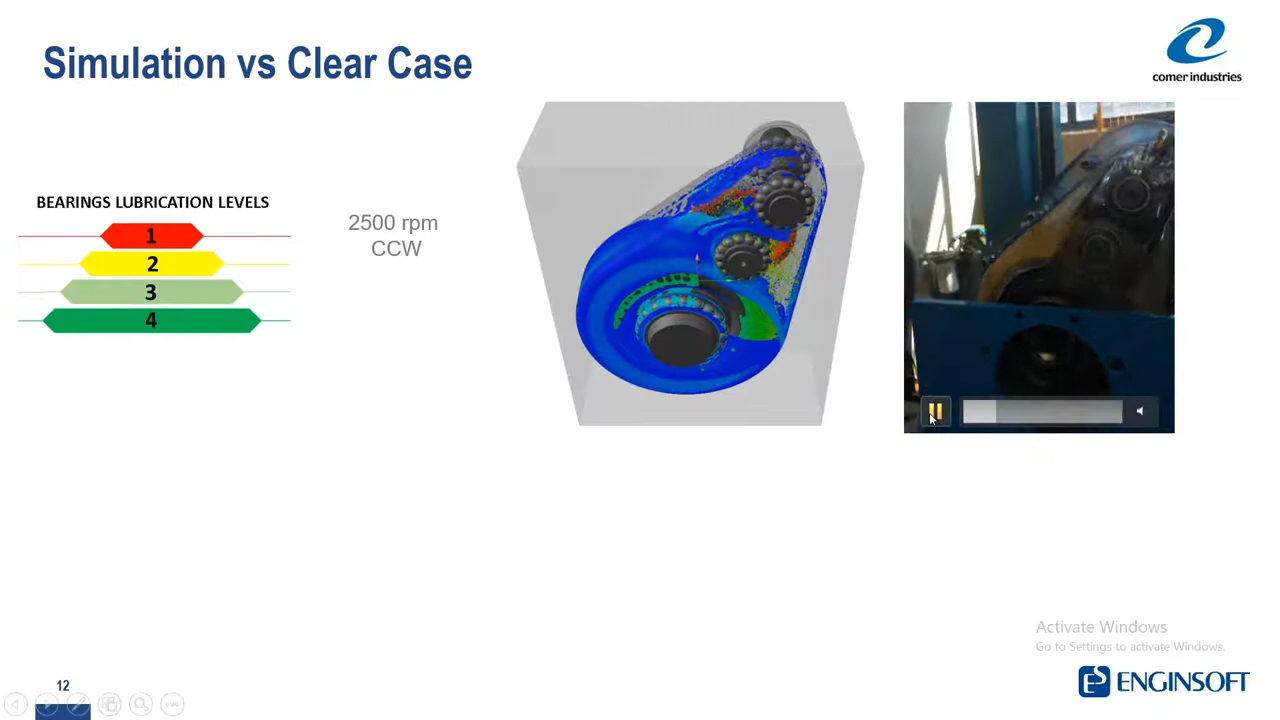 Simulation vs Clear Case
comer industries
BEARINGS LUBRICATION LEVELS
1
2
3
4
2500 rpm
CCW
Activate Windows
Go to Settings to activate Windows.
12
ENGINSOFT